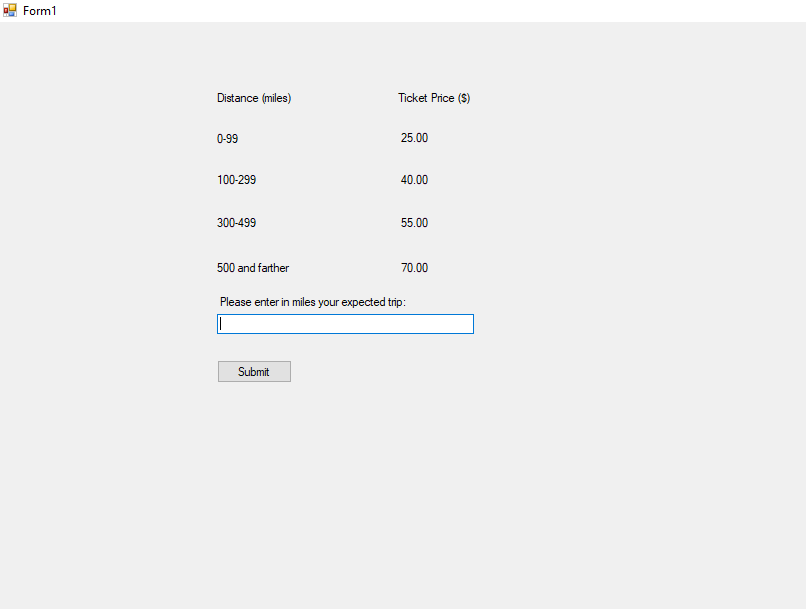 Form1
Distance (miles) Ticket Price ($)
0-99 25.00
100-299 40.00
300-499 55.00
500 and farther 70.00
Please enter in miles your expected trip:
Submit